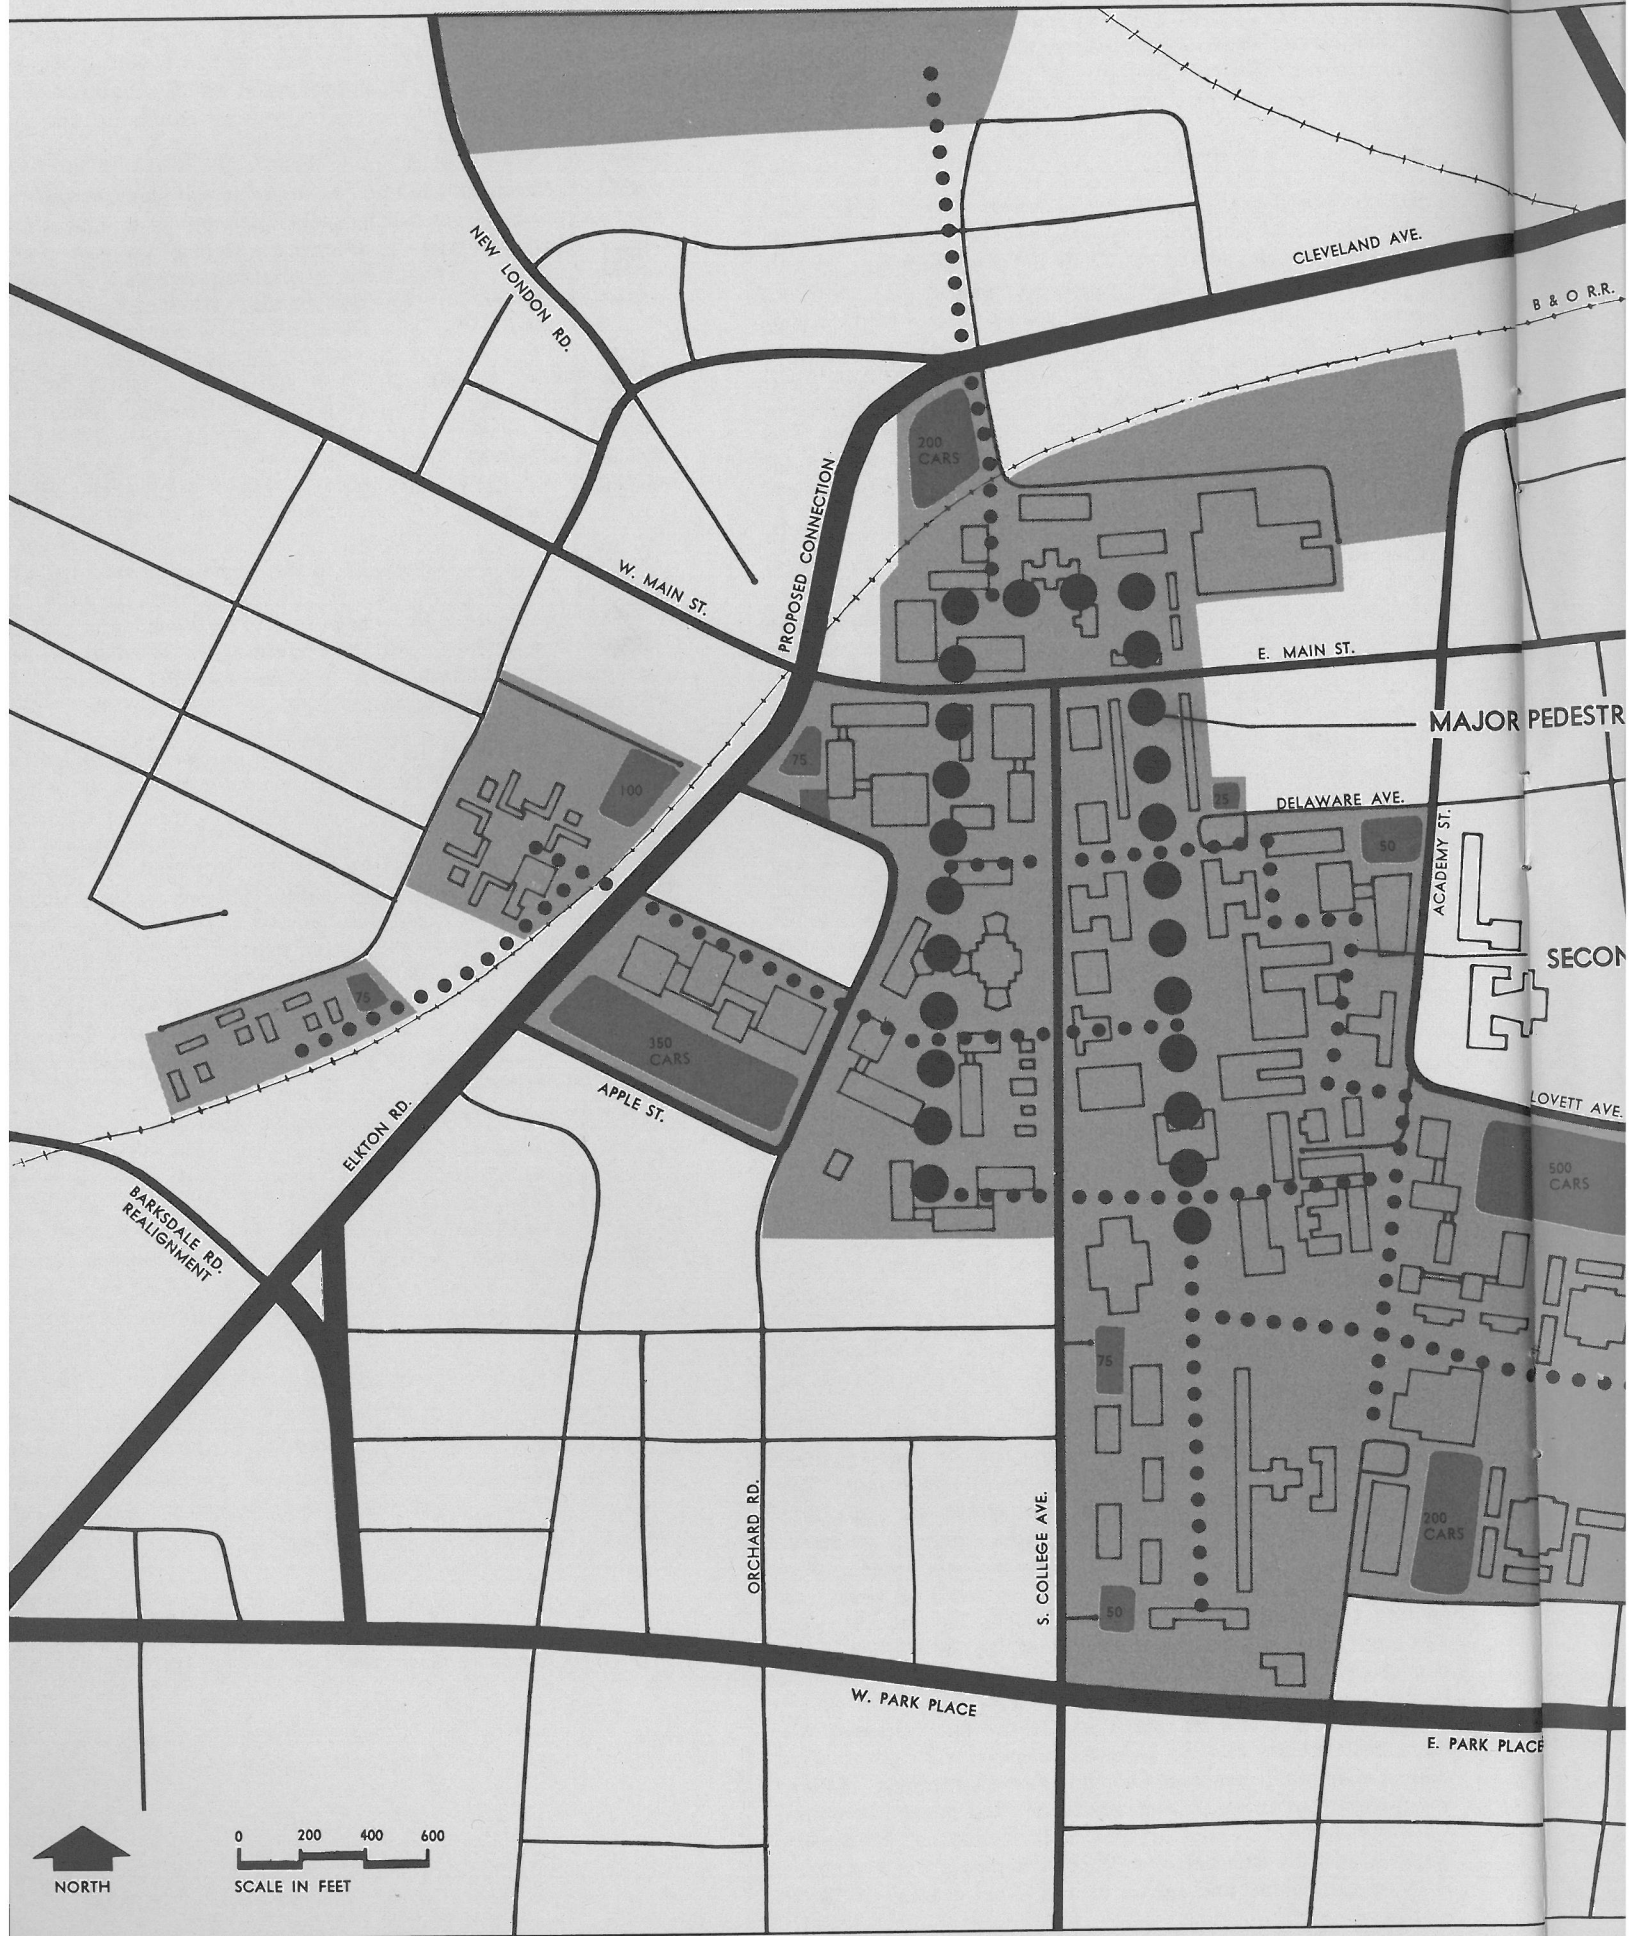 NEW LONDON RD.
CLEVELAND AVE.
B & O R.R.
200
CARS
PROPOSED CONNECTION
W. MAIN ST.
E. MAIN ST.
MAJOR PEDESTR
75
100
25
DELAWARE AVE.
50
ACADEMY ST.
SECON
75
350
CARS
APPLE ST.
ELKTON RD.
LOVETT AVE.
500
CARS
BARKSDALE RD.
REALIGNMENT
75
ORCHARD RD.
S. COLLEGE AVE.
200
CARS
50
W. PARK PLACE
E. PARK PLACE
0 200 400 600
SCALE IN FEET
NORTH